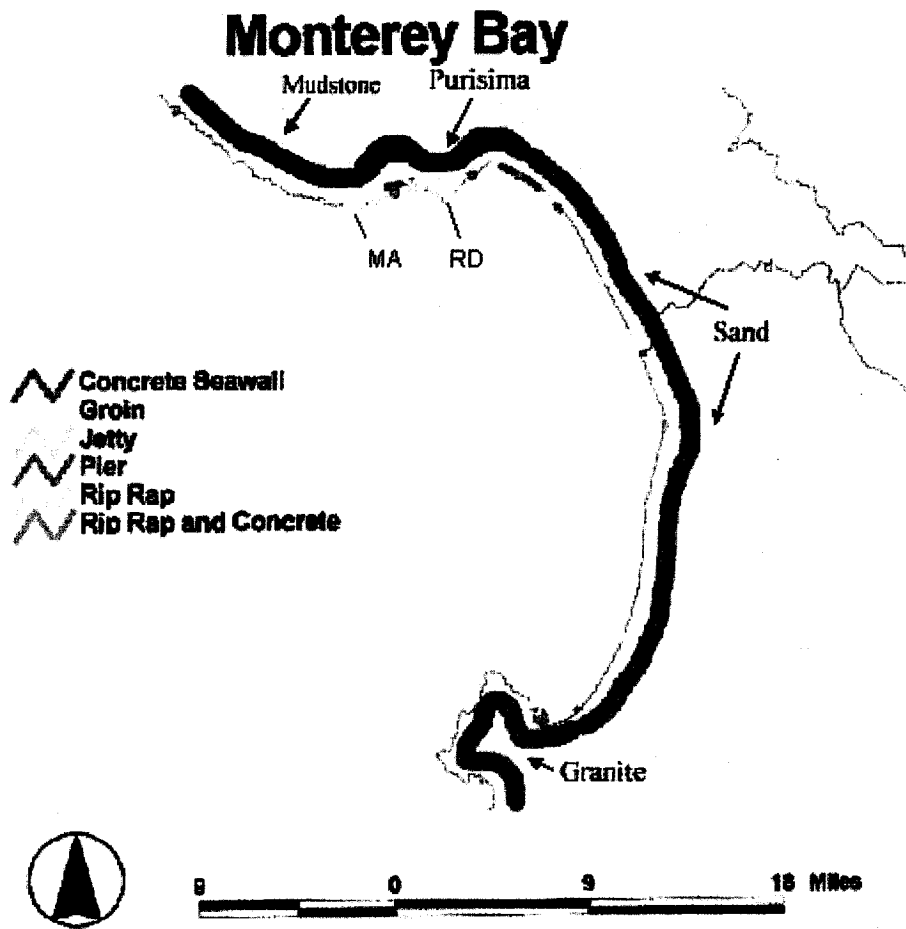 Monterey Bay
Mudstone
Purisima
MA
RD
Sand
Concrete Seawall
Groin
Jetty
Pier
Rip Rap
Rip Rap and Concrete
Granite
9 0 9 18 Miles